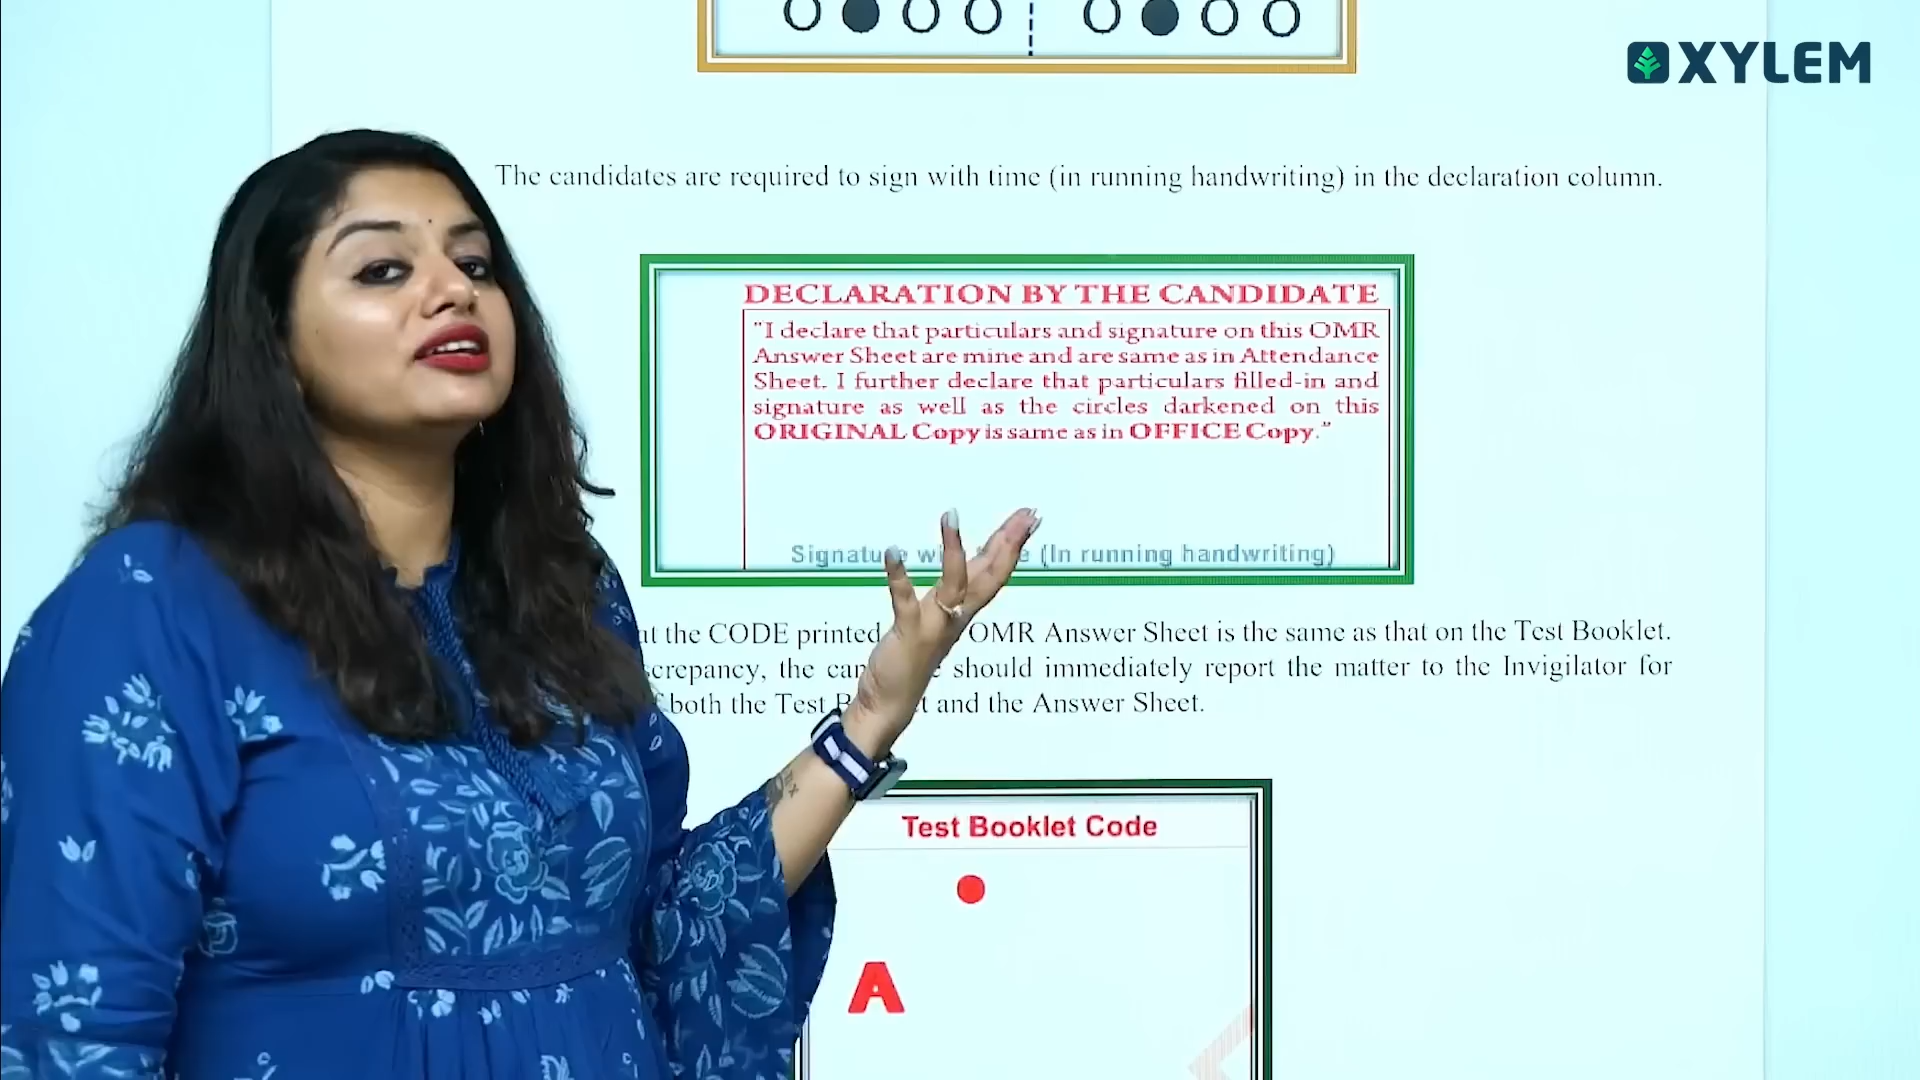 XYLEM
The candidates are required to sign with time (in running handwriting) in the declaration column.
DECLARATION BY THE CANDIDATE
"I declare that particulars and signature on this OMR
Answer Sheet are mine and are same as in Attendance
Sheet. I further declare that particulars filled-in and
signature as well as the circles darkened on this
ORIGINAL Copy is same as in OFFICE Copy."
(In running handwriting)
the CODE printed OMR Answer Sheet is the same as that on the Test Booklet.
the should immediately report the matter to the Invigilator for
both the Test and the Answer Sheet.
Test Booklet Code
A